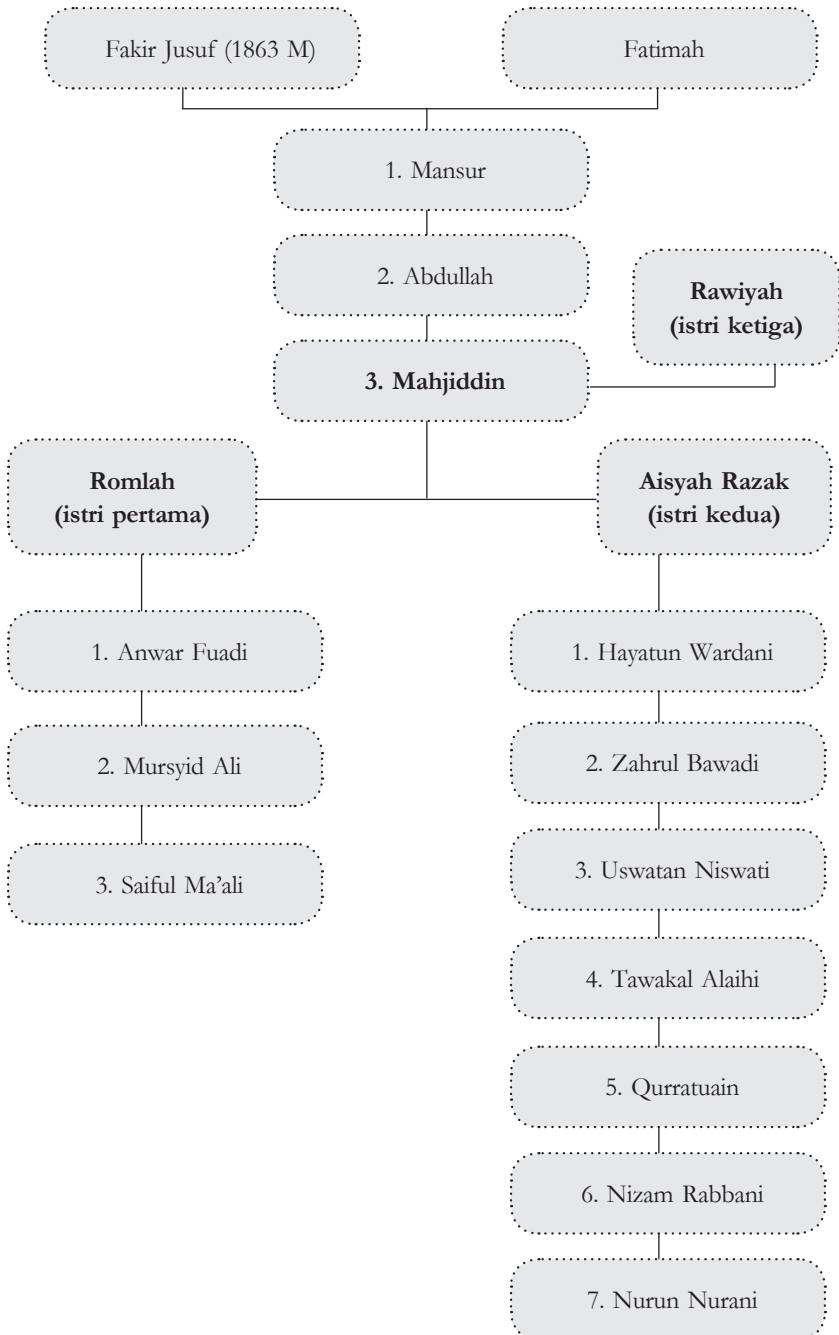 Fakir Jusuf (1863 M)
Fatimah
1. Mansur
2. Abdullah
Rawiyah
(istri ketiga)
3. Mahjiddin
Romlah
(istri pertama)
Aisyah Razak
(istri kedua)
1. Anwar Fuadi
2. Mursyid Ali
3. Saiful Ma’ali
1. Hayatun Wardani
2. Zahrul Bawadi
3. Uswatan Niswati
4. Tawakal Alaihi
5. Qurratuain
6. Nizam Rabbani
7. Nurun Nurani